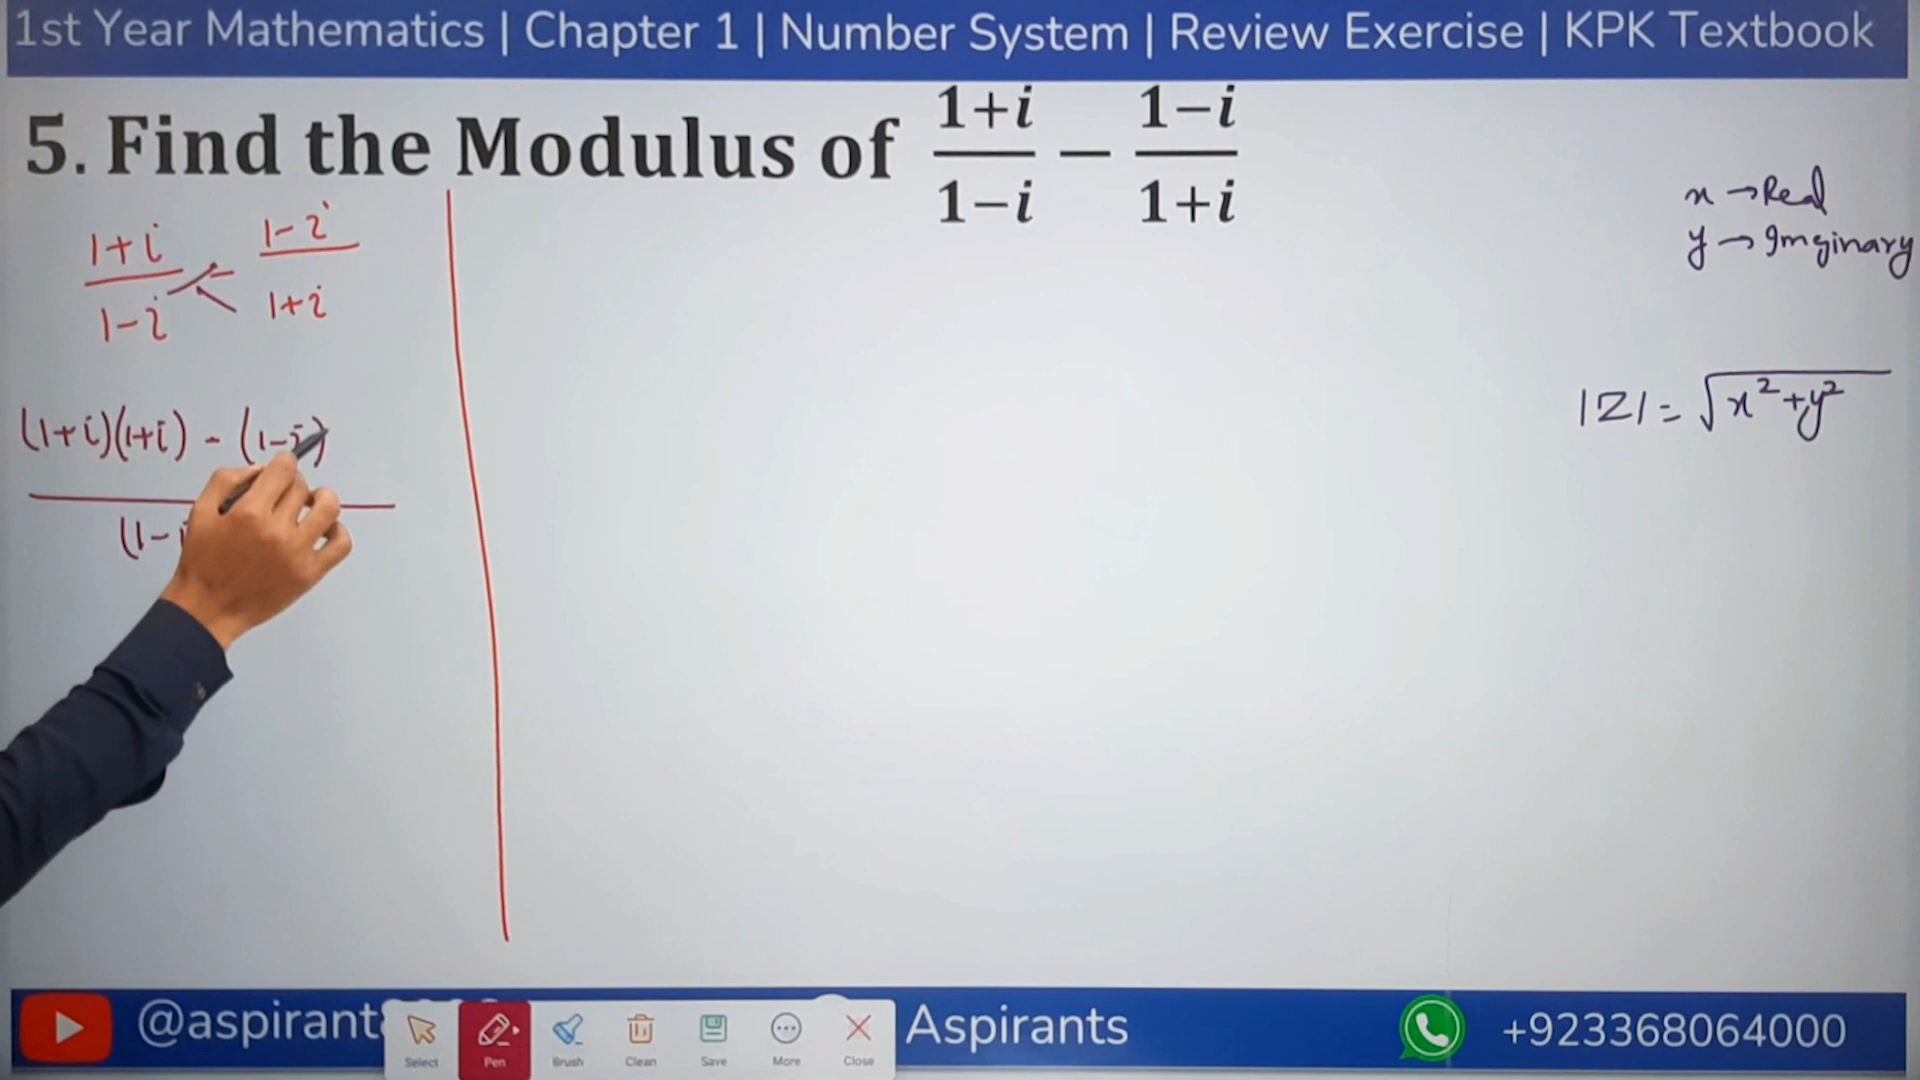 1st Year Mathematics | Chapter 1 | Number System | Review Exercise | KPK Textbook
5. Find the Modulus of (1+i)/(1−i) − (1−i)/(1+i)
(1+i)/(1-i) - (1-i)/(1+i)
(1+i)(1+i) - (1-i)
(1-i
x → Real
y → Imginary
|Z| = √x²+y²
@aspirant
Aspirants
+923368064000
Select Pen Brush Clean Save More Close